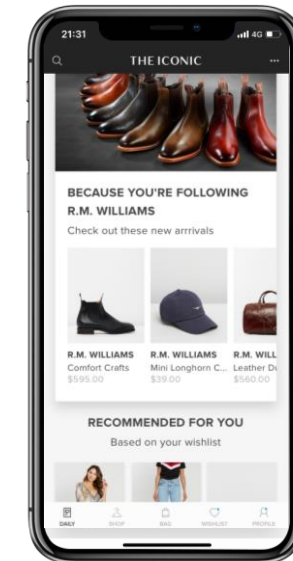 21:31
4G
THE ICONIC
BECAUSE YOU'RE FOLLOWING
R.M. WILLIAMS
Check out these new arrrivals
R.M. WILLIAMS
Comfort Crafts
$595.00
R.M. WILLIAMS
Mini Longhorn C...
$39.00
R.M. WILL
Leather Du
$560.00
RECOMMENDED FOR YOU
Based on your wishlist
DAILY
SHOP
BAG
WISHLIST
PROFILE